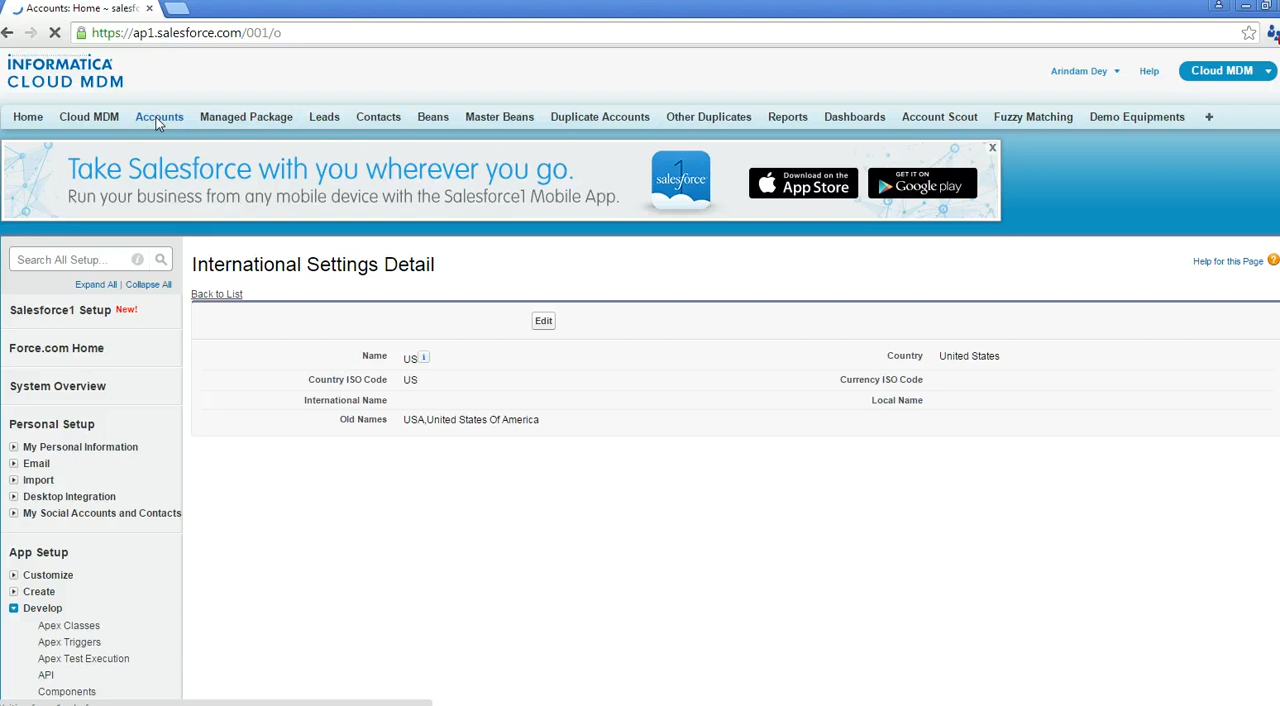 Accounts: Home ~ salesfo
https://ap1.salesforce.com/001/o
INFORMATICA
CLOUD MDM
Arindam Dey
Help
Cloud MDM
Home
Cloud MDM
Accounts
Managed Package
Leads
Contacts
Beans
Master Beans
Duplicate Accounts
Other Duplicates
Reports
Dashboards
Account Scout
Fuzzy Matching
Demo Equipments
+
Take Salesforce with you wherever you go.
Run your business from any mobile device with the Salesforce1 Mobile App.
1
salesforce
Download on the
App Store
GET IT ON
Google play
X
Search All Setup...
Expand All | Collapse All
Salesforce1 Setup New!
Force.com Home
System Overview
Personal Setup
My Personal Information
Email
Import
Desktop Integration
My Social Accounts and Contacts
App Setup
Customize
Create
Develop
Apex Classes
Apex Triggers
Apex Test Execution
API
Components
International Settings Detail
Help for this Page
Back to List
Edit
Name US
Country United States
Country ISO Code US
Currency ISO Code
International Name
Local Name
Old Names USA,United States Of America